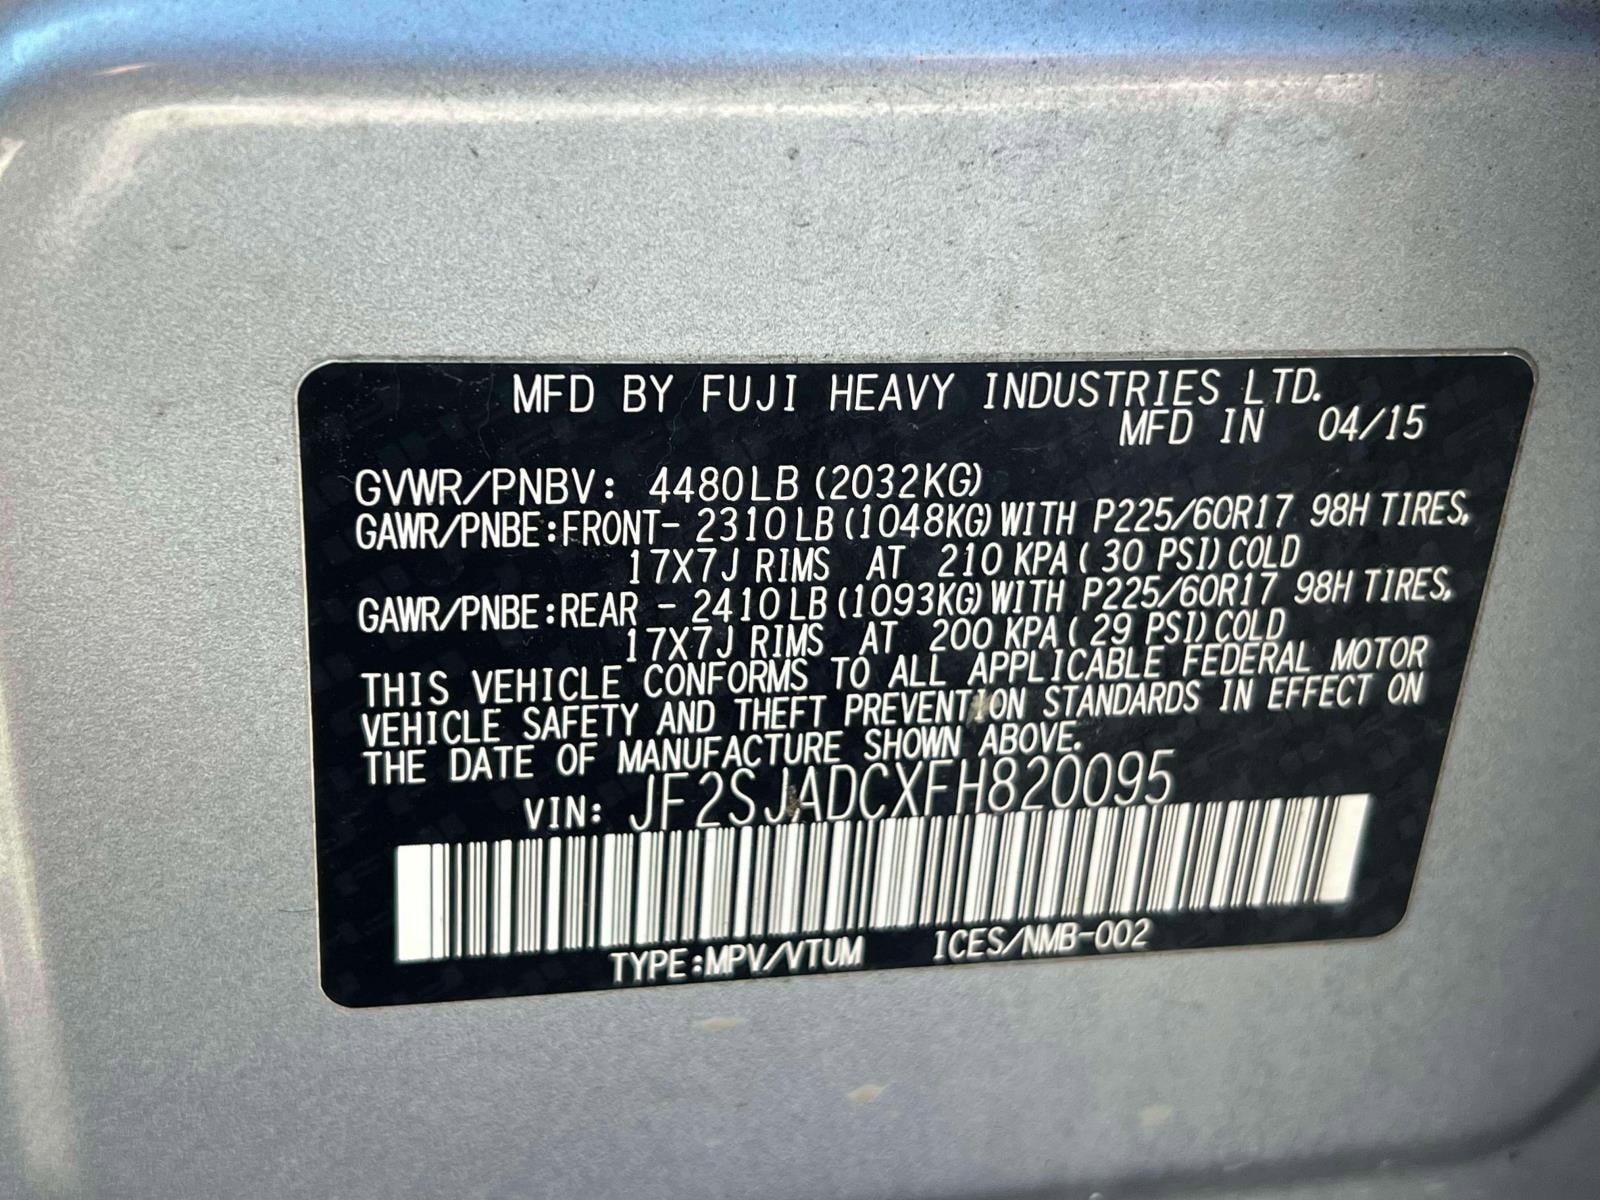 MFD BY FUJI HEAVY INDUSTRIES LTD.
MFD IN 04/15
GVWR/PNBV: 4480LB (2032KG)
GAWR/PNBE:FRONT- 2310LB (1048KG) WITH P225/60R17 98H TIRES,
17X7J RIMS AT 210 KPA ( 30 PSI) COLD
GAWR/PNBE:REAR - 2410LB (1093KG) WITH P225/60R17 98H TIRES,
17X7J RIMS AT 200 KPA ( 29 PSI) COLD
THIS VEHICLE CONFORMS TO ALL APPLICABLE FEDERAL MOTOR
VEHICLE SAFETY AND THEFT PREVENTION STANDARDS IN EFFECT ON
THE DATE OF MANUFACTURE SHOWN ABOVE.
VIN: JF2SJADCXFH820095
TYPE:MPV/VTUM ICES/NMB-002